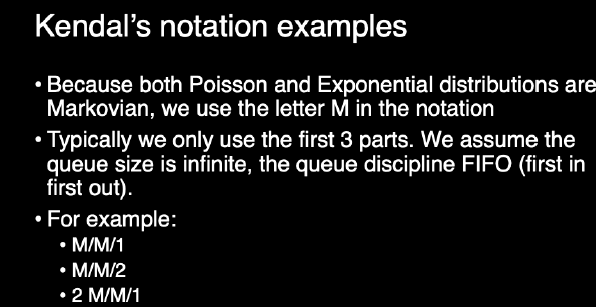 Kendal's notation examples
• Because both Poisson and Exponential distributions are
Markovian, we use the letter M in the notation
• Typically we only use the first 3 parts. We assume the
queue size is infinite, the queue discipline FIFO (first in
first out).
• For example:
• M/M/1
• M/M/2
• 2 M/M/1